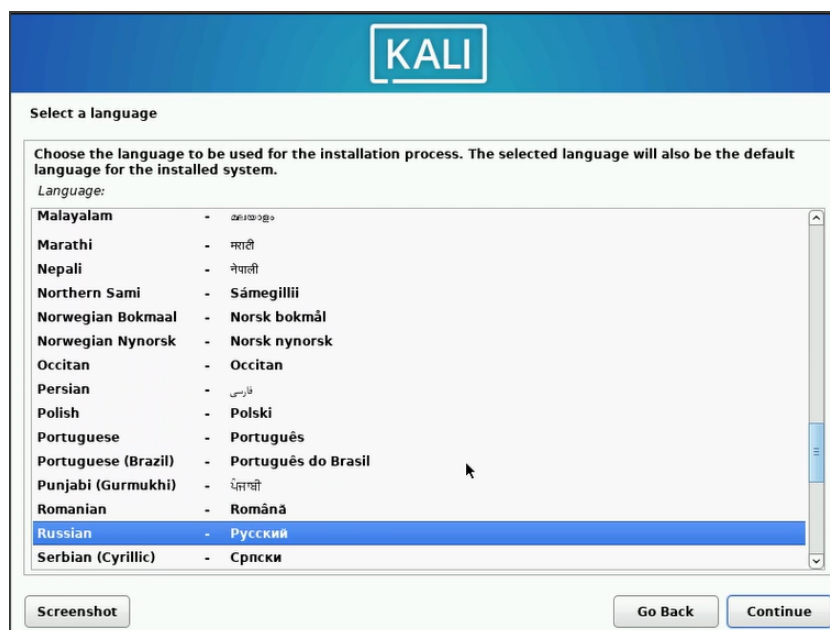 KALI
Select a language
Choose the language to be used for the installation process. The selected language will also be the default
language for the installed system.
Language:
Malayalam - മലയാളം
Marathi - मराठी
Nepali - नेपाली
Northern Sami - Sámegillii
Norwegian Bokmaal - Norsk bokmål
Norwegian Nynorsk - Norsk nynorsk
Occitan - Occitan
Persian - فارسی
Polish - Polski
Portuguese - Português
Portuguese (Brazil) - Português do Brasil
Punjabi (Gurmukhi) - ਪੰਜਾਬੀ
Romanian - Română
Russian - Русский
Serbian (Cyrillic) - Српски
Screenshot Go Back Continue